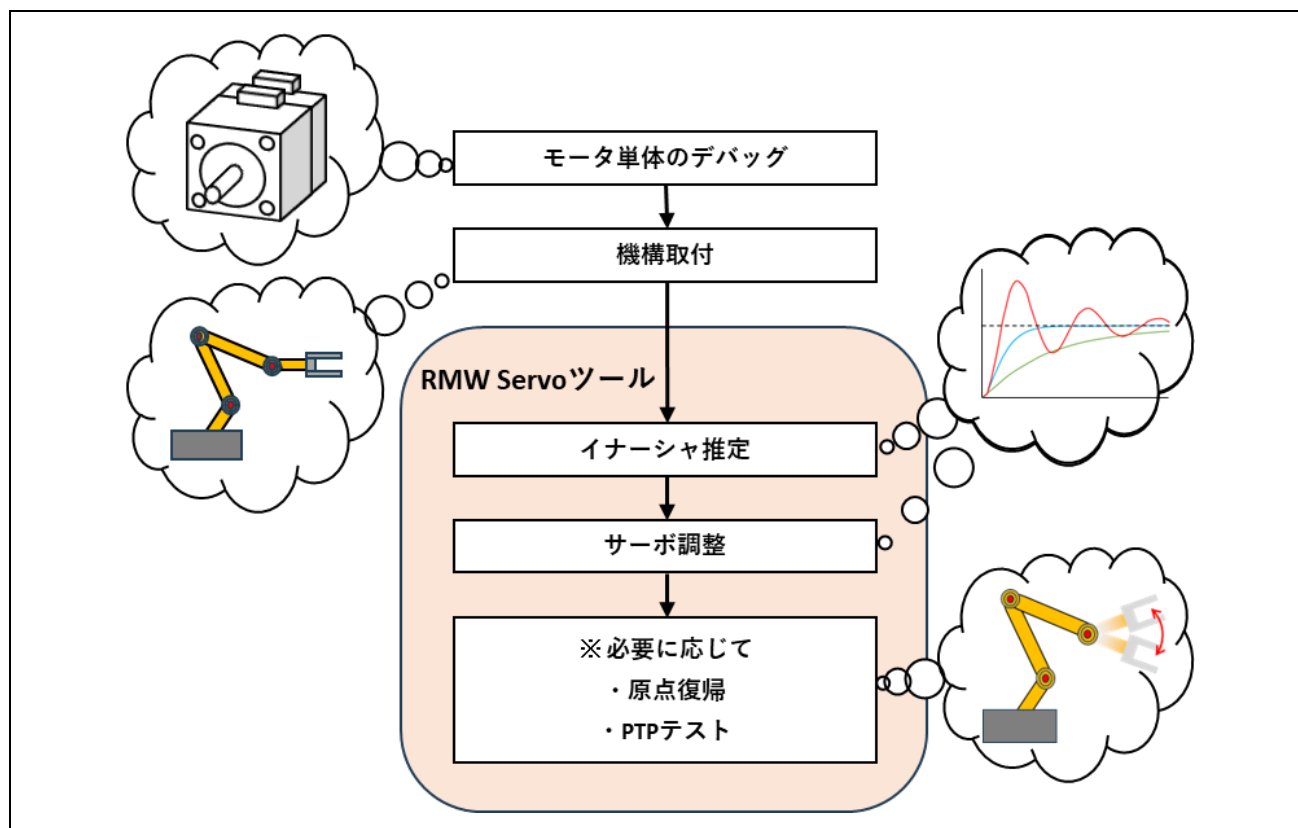 モータ単体のデバッグ
機構取付
RMW Servoツール
イナーシャ推定
サーボ調整
※必要に応じて
・原点復帰
・PTPテスト